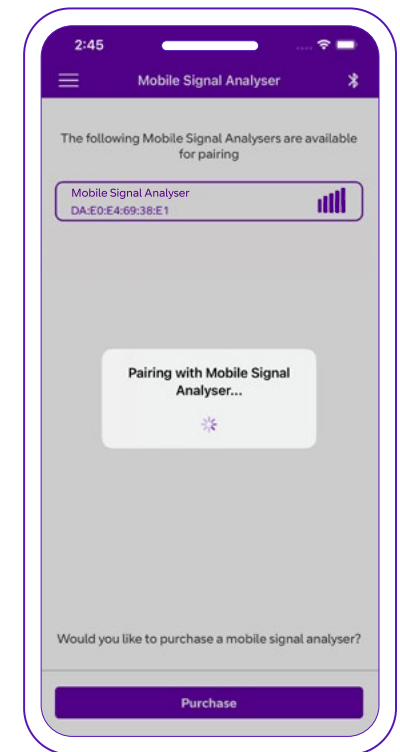 2:45
Mobile Signal Analyser
The following Mobile Signal Analysers are available
for pairing
Mobile Signal Analyser
DA:E0:E4:69:38:E1
Pairing with Mobile Signal
Analyser...
Would you like to purchase a mobile signal analyser?
Purchase